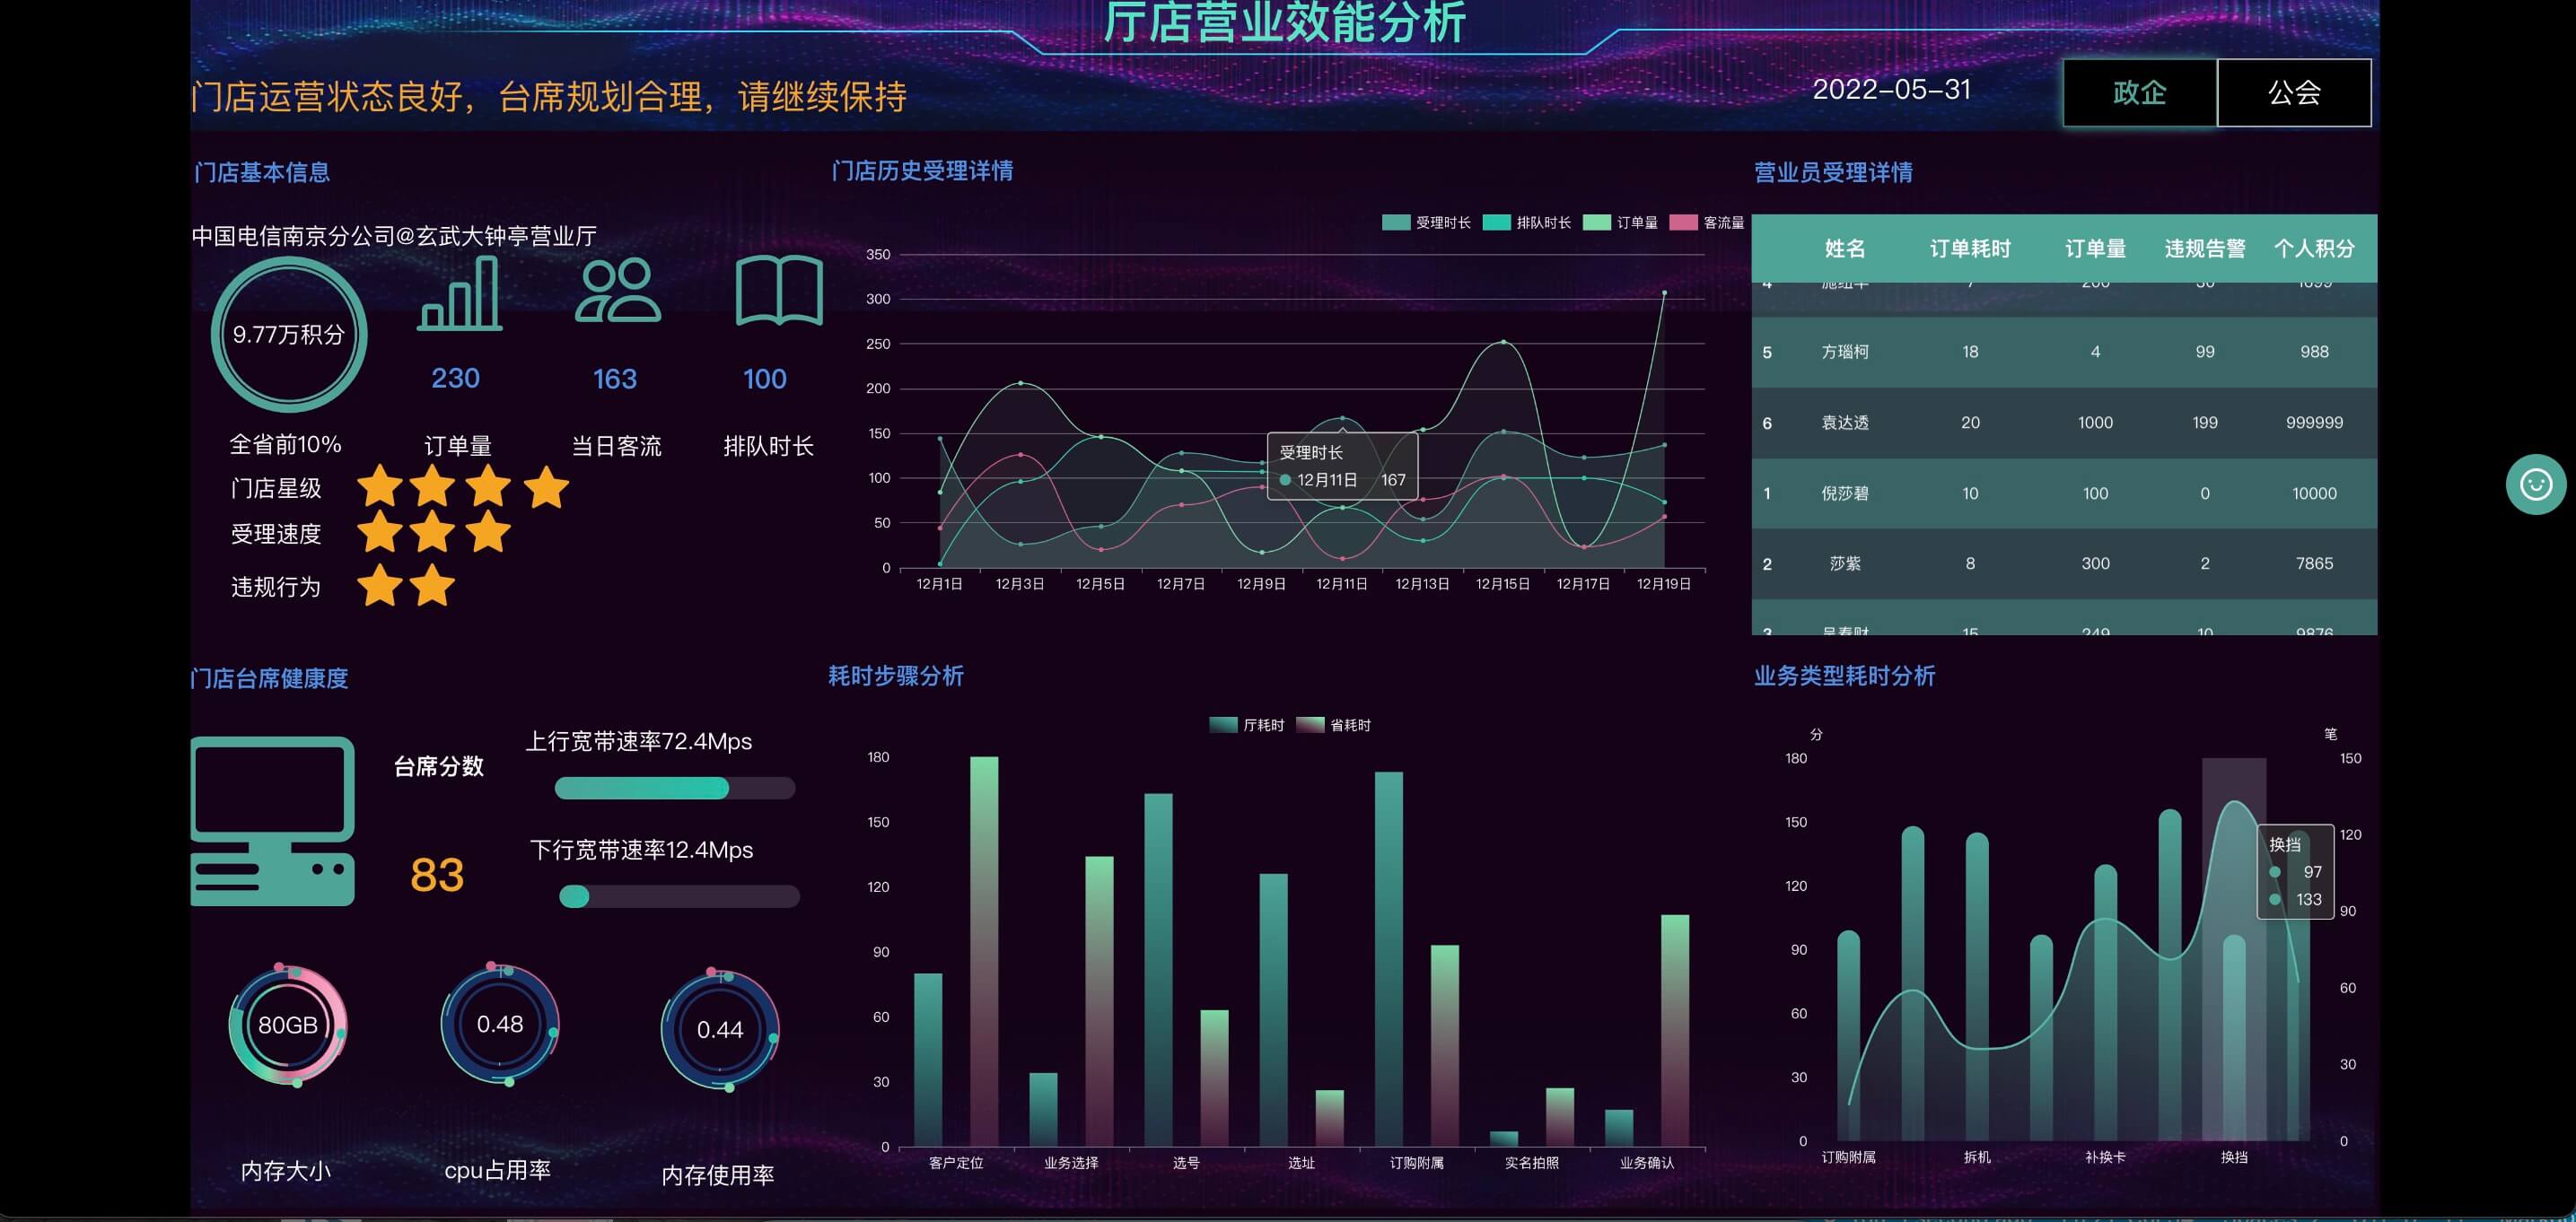 厅店营业效能分析
门店运营状态良好，台席规划合理，请继续保持
2022-05-31
政企
公会
门店基本信息
中国电信南京分公司@玄武大钟亭营业厅
9.77万积分
230
163
100
全省前10%
订单量
当日客流
排队时长
门店星级
受理速度
违规行为
门店历史受理详情
受理时长 排队时长 订单量 客流量
350
300
250
200
150
100
50
0
受理时长
12月11日 167
12月1日 12月3日 12月5日 12月7日 12月9日 12月11日 12月13日 12月15日 12月17日 12月19日
营业员受理详情
姓名 订单耗时 订单量 违规告警 个人积分
5 方瑙柯 18 4 99 988
6 袁达透 20 1000 199 999999
1 倪莎碧 10 100 0 10000
2 莎紫 8 300 2 7865
门店台席健康度
台席分数
83
上行宽带速率72.4Mps
下行宽带速率12.4Mps
80GB
0.48
0.44
内存大小
cpu占用率
内存使用率
耗时步骤分析
厅耗时 省耗时
180
150
120
90
60
30
0
客户定位 业务选择 选号 选址 订购附属 实名拍照 业务确认
业务类型耗时分析
分
180
150
120
90
60
30
0
笔
150
120
90
60
30
0
换挡
97
133
订购附属 拆机 补换卡 换挡